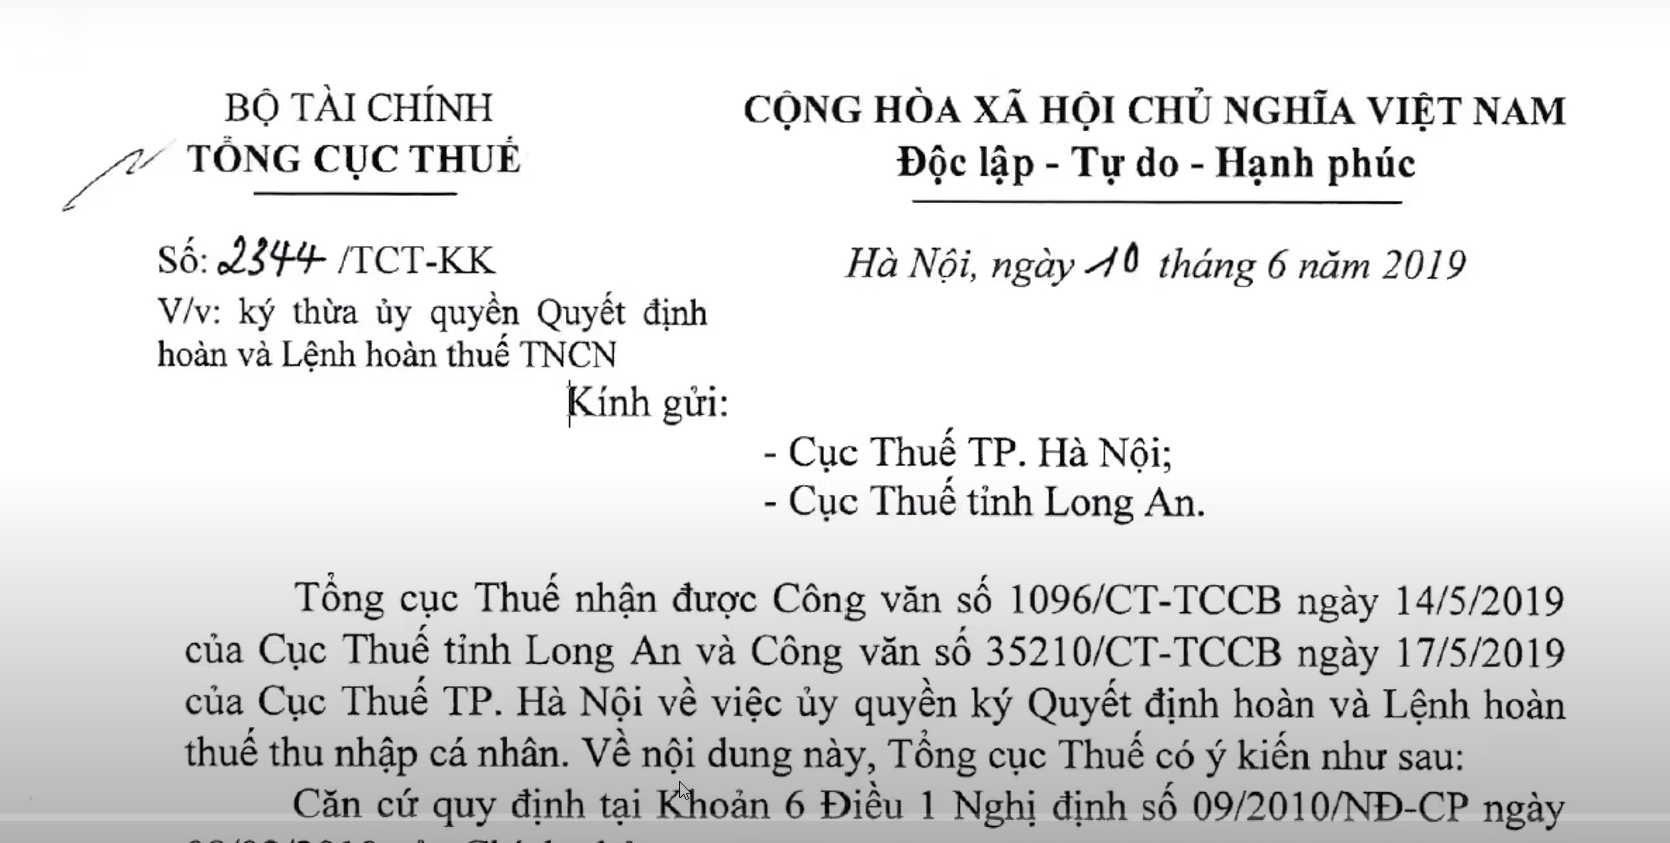 BỘ TÀI CHÍNH
TỔNG CỤC THUẾ
CỘNG HÒA XÃ HỘI CHỦ NGHĨA VIỆT NAM
Độc lập - Tự do - Hạnh phúc
Số: 2344 /TCT-KK
Hà Nội, ngày 10 tháng 6 năm 2019
V/v: ký thừa ủy quyền Quyết định
hoàn và Lệnh hoàn thuế TNCN
Kính gửi:
- Cục Thuế TP. Hà Nội;
- Cục Thuế tỉnh Long An.
Tổng cục Thuế nhận được Công văn số 1096/CT-TCCB ngày 14/5/2019
của Cục Thuế tỉnh Long An và Công văn số 35210/CT-TCCB ngày 17/5/2019
của Cục Thuế TP. Hà Nội về việc ủy quyền ký Quyết định hoàn và Lệnh hoàn
thuế thu nhập cá nhân. Về nội dung này, Tổng cục Thuế có ý kiến như sau:
Căn cứ quy định tại Khoản 6 Điều 1 Nghị định số 09/2010/NĐ-CP ngày